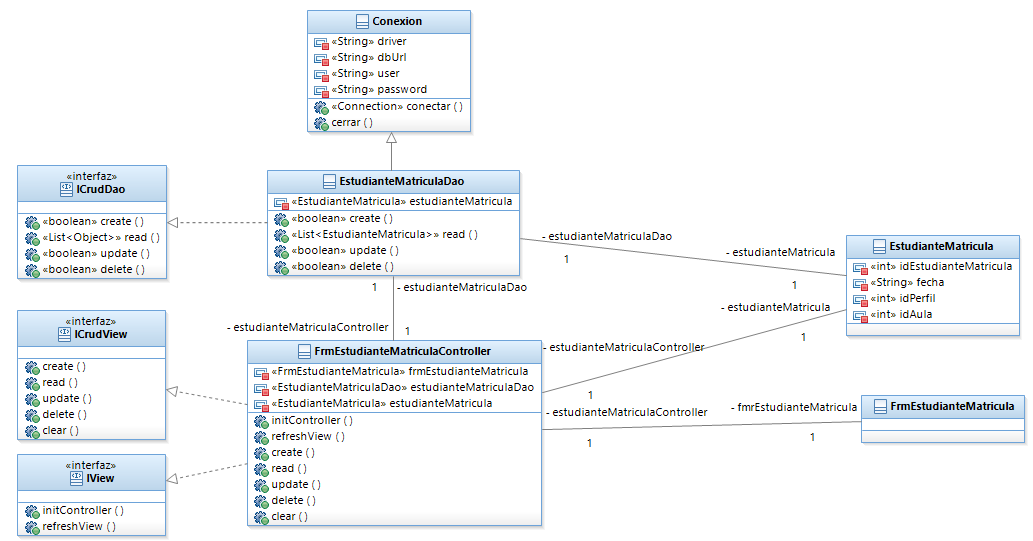 Conexion
«String» driver
«String» dbUrl
«String» user
«String» password
«Connection» conectar ( )
cerrar ( )
«interfaz»
ICrudDao
«boolean» create ( )
«List<Object>» read ( )
«boolean» update ( )
«boolean» delete ( )
EstudianteMatriculaDao
«EstudianteMatricula» estudianteMatricula
«boolean» create ( )
«List<EstudianteMatricula>» read ( )
«boolean» update ( )
«boolean» delete ( )
- estudianteMatriculaDao
1
- estudianteMatricula
1
EstudianteMatricula
«int» idEstudianteMatricula
«String» fecha
«int» idPerfil
«int» idAula
1
- estudianteMatriculaDao
- estudianteMatriculaController
1
- estudianteMatricula
1
- estudianteMatriculaController
1
«interfaz»
ICrudView
create ( )
read ( )
update ( )
delete ( )
clear ( )
FrmEstudianteMatriculaController
«FrmEstudianteMatricula» frmEstudianteMatricula
«EstudianteMatriculaDao» estudianteMatriculaDao
«EstudianteMatricula» estudianteMatricula
initController ( )
refreshView ( )
create ( )
read ( )
update ( )
delete ( )
clear ( )
- estudianteMatriculaController
1
- fmrEstudianteMatricula
1
FrmEstudianteMatricula
«interfaz»
IView
initController ( )
refreshView ( )